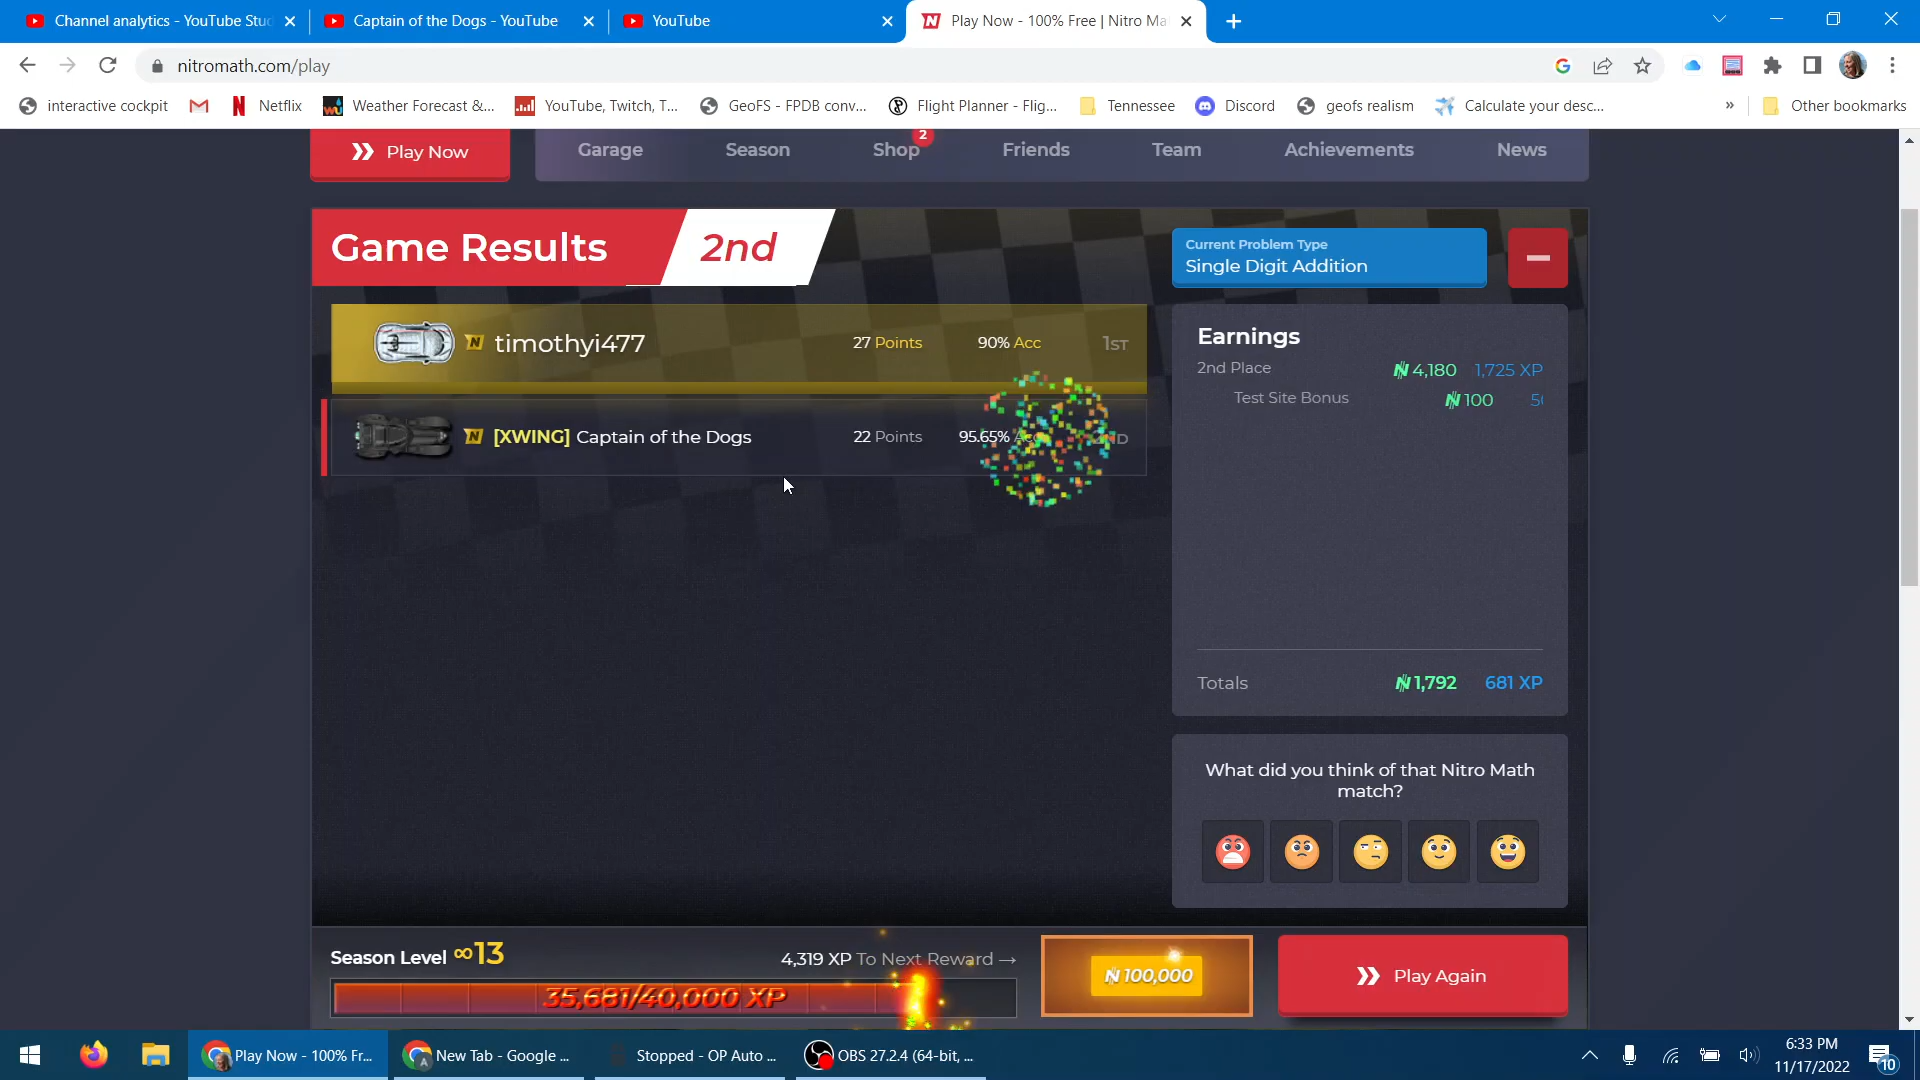 Channel analytics - YouTube Stud
Captain of the Dogs - YouTube
YouTube
Play Now - 100% Free | Nitro Ma
nitromath.com/play
interactive cockpit
Netflix
Weather Forecast &...
YouTube, Twitch, T...
GeoFS - FPDB conv...
Flight Planner - Flig...
Tennessee
Discord
geofs realism
Calculate your desc...
»
Other bookmarks
Play Now
Garage
Season
Shop
2
Friends
Team
Achievements
News
Game Results
2nd
Current Problem Type
Single Digit Addition
timothyi477
27 Points
90% Acc
1ST
[XWING] Captain of the Dogs
22 Points
95.65% Acc
2ND
Earnings
2nd Place
4,180
1,725 XP
Test Site Bonus
100
Totals
1,792
681 XP
What did you think of that Nitro Math
match?
Season Level ∞13
4,319 XP To Next Reward →
35,681/40,000 XP
100,000
Play Again
Play Now - 100% Fr...
New Tab - Google ...
Stopped - OP Auto ...
OBS 27.2.4 (64-bit, ...
6:33 PM
11/17/2022
10